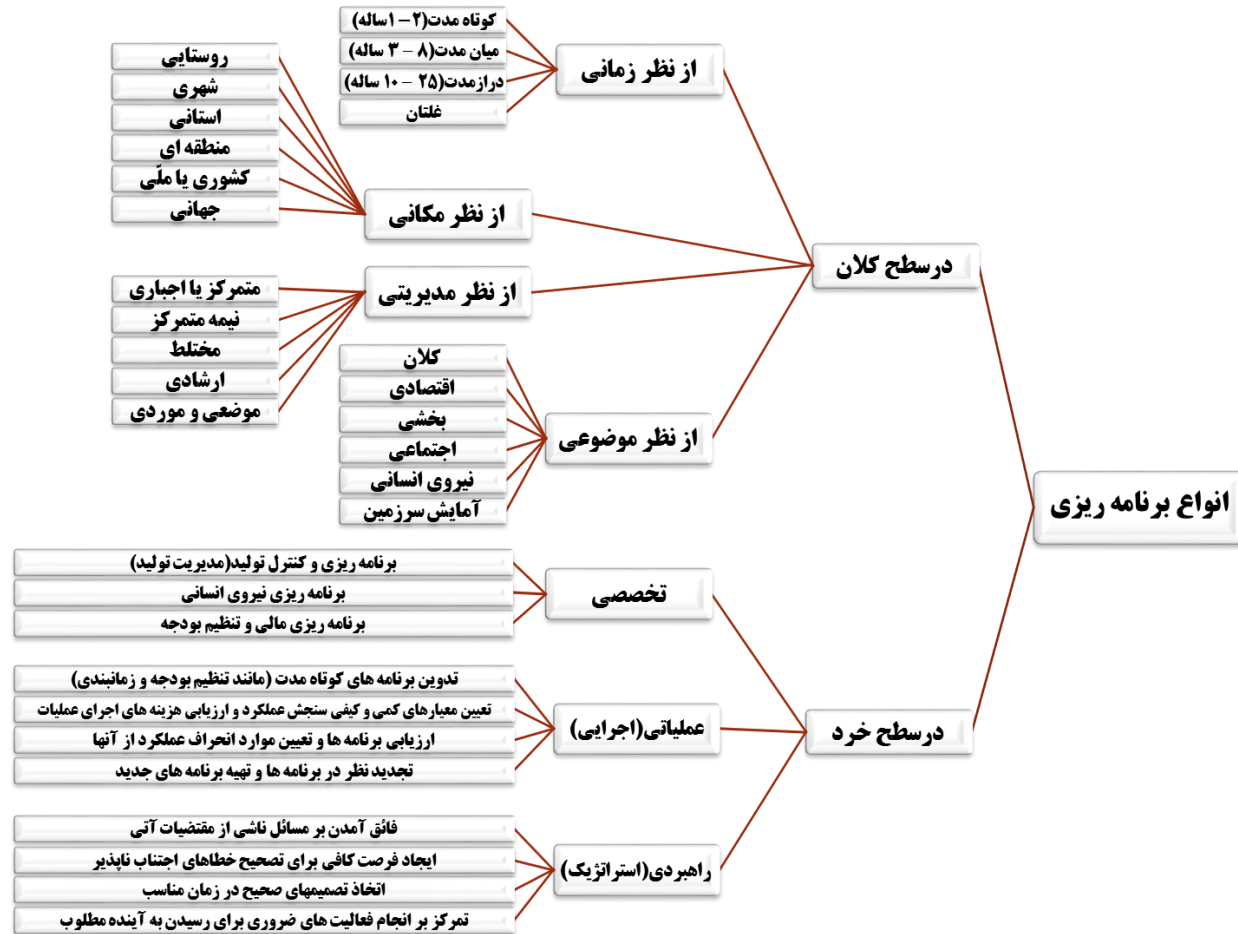 انواع برنامه ریزی
درسطح کلان
از نظر زمانی
کوتاه مدت(۲ – ۱ساله)
میان مدت(۸ – ۳ ساله)
درازمدت(۲۵ – ۱۰ ساله)
غلتان
از نظر مکانی
روستایی
شهری
استانی
منطقه ای
کشوری یا ملّی
جهانی
از نظر مدیریتی
متمرکز یا اجباری
نیمه متمرکز
مختلط
ارشادی
موضعی و موردی
از نظر موضوعی
کلان
اقتصادی
بخشی
اجتماعی
نیروی انسانی
آمایش سرزمین
درسطح خرد
تخصصی
برنامه ریزی و کنترل تولید(مدیریت تولید)
برنامه ریزی نیروی انسانی
برنامه ریزی مالی و تنظیم بودجه
عملیاتی(اجرایی)
تدوین برنامه های کوتاه مدت (مانند تنظیم بودجه و زمانبندی)
تعیین معیارهای کمی و کیفی سنجش عملکرد و ارزیابی هزینه های اجرای عملیات
ارزیابی برنامه ها و تعیین موارد انحراف عملکرد از آنها
تجدید نظر در برنامه ها و تهیه برنامه های جدید
راهبردی(استراتژیک)
فائق آمدن بر مسائل ناشی از مقتضیات آتی
ایجاد فرصت کافی برای تصحیح خطاهای اجتناب ناپذیر
اتخاذ تصمیمهای صحیح در زمان مناسب
تمرکز بر انجام فعالیت های ضروری برای رسیدن به آینده مطلوب